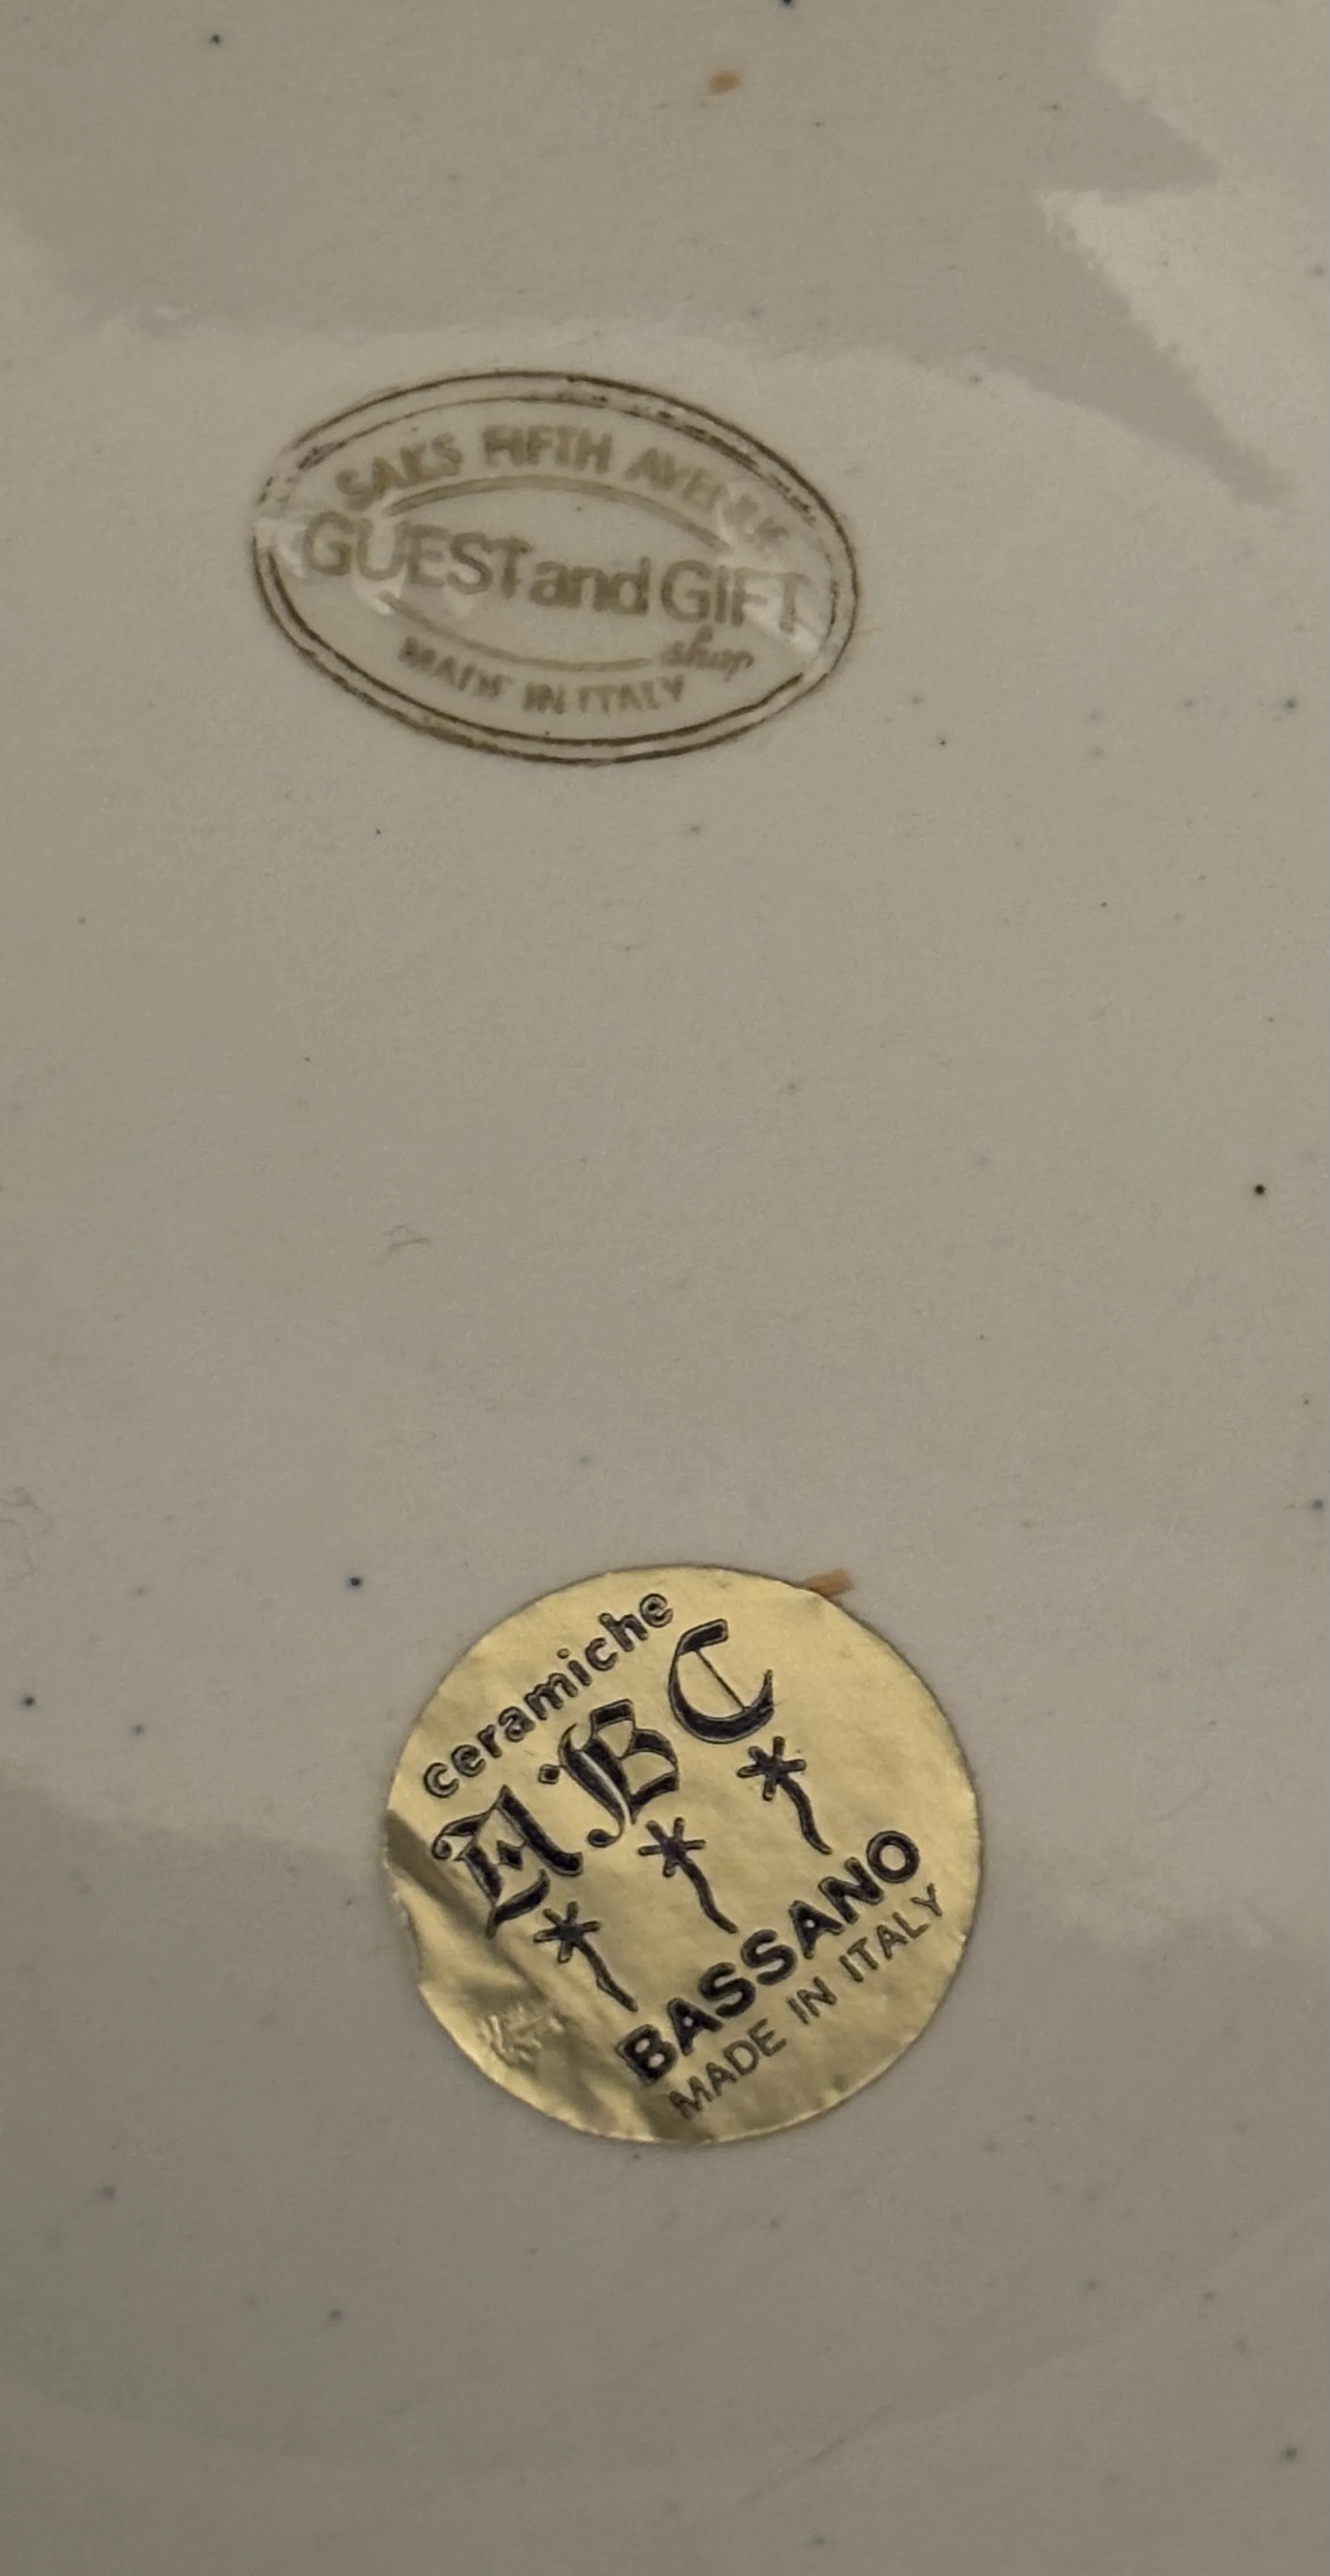 SAKS FIFTH AVENUE
GUEST and GIFT
shop
MADE IN ITALY
ceramiche
ABC
BASSANO
MADE IN ITALY